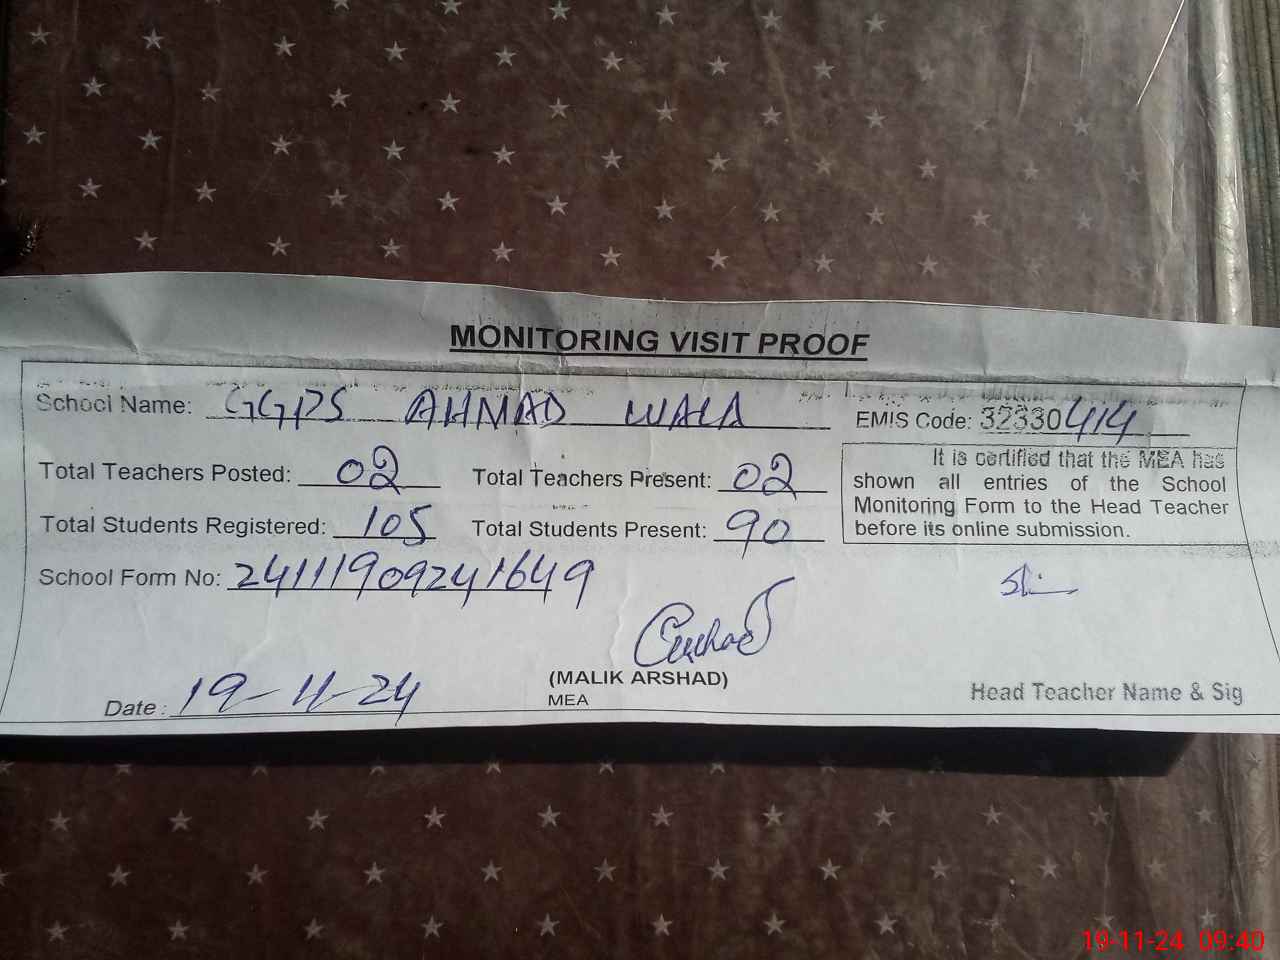 MONITORING VISIT PROOF
School Name: GGPS AHMAD WALA
EMIS Code: 32330414
Total Teachers Posted: 02 Total Teachers Present: 02
Total Students Registered: 105 Total Students Present: 90
It is certified that the MEA has
shown all entries of the School
Monitoring Form to the Head Teacher
before its online submission.
School Form No: 24111909241649
Arshad
(MALIK ARSHAD)
MEA
Date: 19-11-24
Head Teacher Name & Sig
19-11-24 09:40